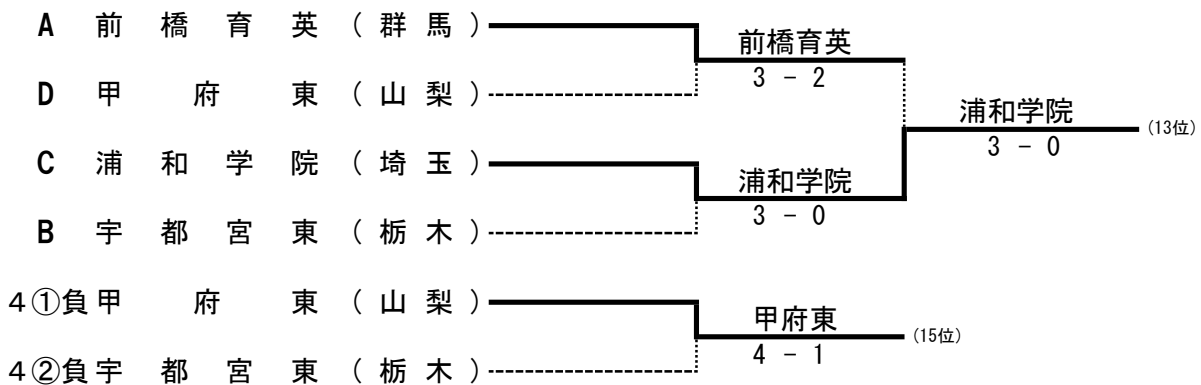 A 前橋育英(群馬)
前橋育英
3 - 2
D 甲府東(山梨)
浦和学院 (13位)
3 - 0
C 浦和学院(埼玉)
浦和学院
3 - 0
B 宇都宮東(栃木)
4①負 甲府東(山梨)
甲府東 (15位)
4 - 1
4②負 宇都宮東(栃木)